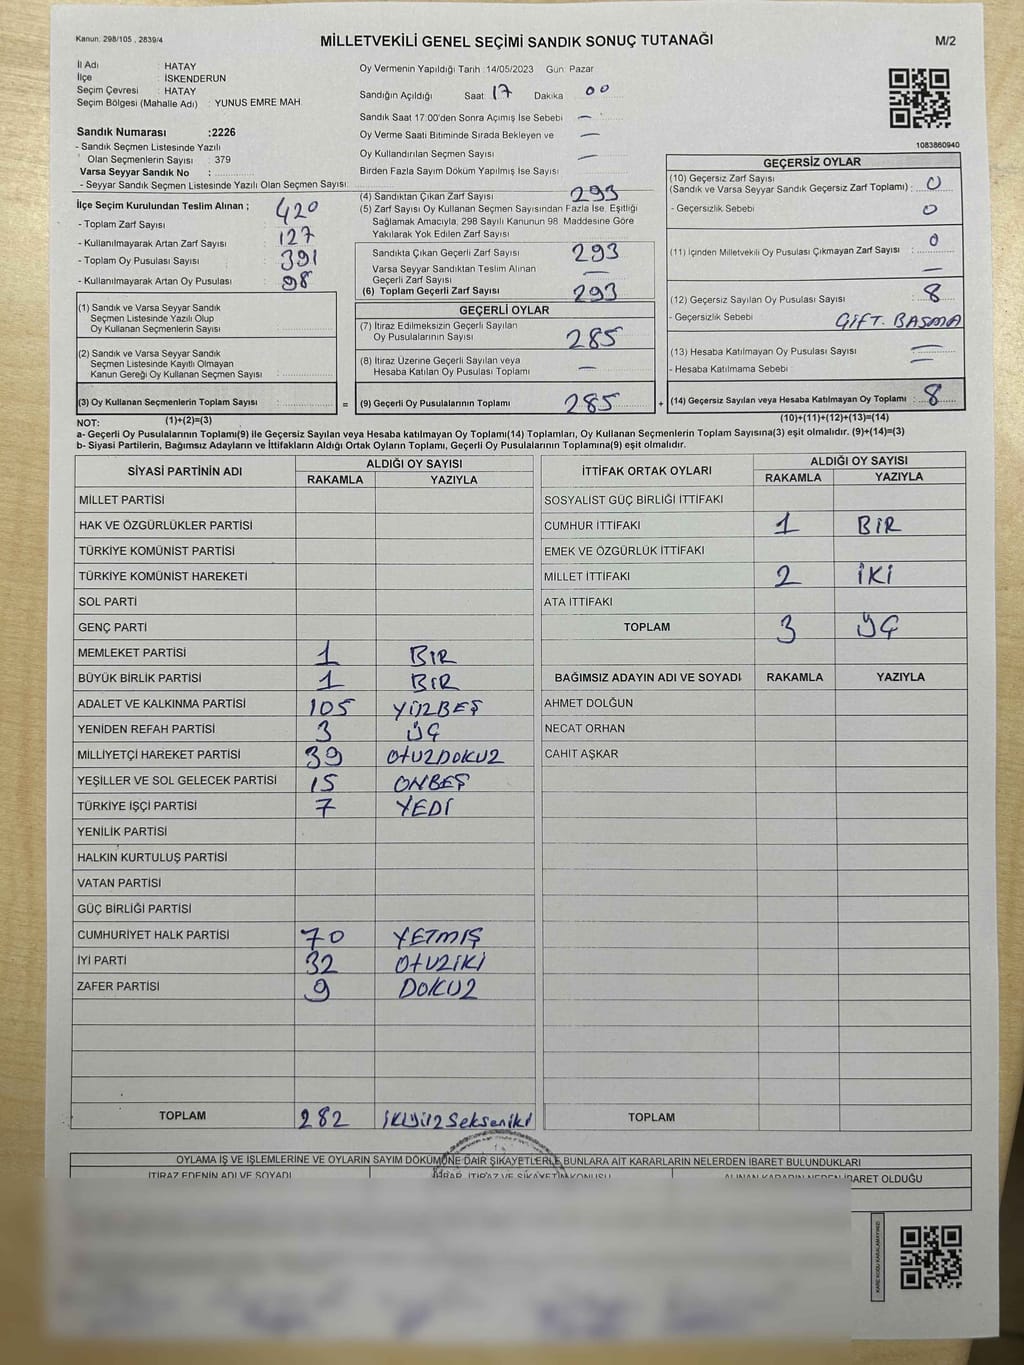 Kanun: 298/105 , 2839/4
MİLLETVEKİLİ GENEL SEÇİMİ SANDIK SONUÇ TUTANAĞI
M/2
İl Adı : HATAY
İlçe : İSKENDERUN
Seçim Çevresi : HATAY
Seçim Bölgesi (Mahalle Adı) : YUNUS EMRE MAH.
Sandık Numarası :2226
- Sandık Seçmen Listesinde Yazılı
Olan Seçmenlerin Sayısı : 379
Varsa Seyyar Sandık No :
- Seyyar Sandık Seçmen Listesinde Yazılı Olan Seçmen Sayısı:
Oy Vermenin Yapıldığı Tarih :14/05/2023 Gün: Pazar
Sandığın Açıldığı Saat: 17 Dakika 00
Sandık Saat 17:00'den Sonra Açımış İse Sebebi —
Oy Verme Saati Bitiminde Sırada Bekleyen ve —
Oy Kullandırılan Seçmen Sayısı —
Birden Fazla Sayım Döküm Yapılmış İse Sayısı
1083860940
İlçe Seçim Kurulundan Teslim Alınan ;
- Toplam Zarf Sayısı : 420
- Kullanılmayarak Artan Zarf Sayısı : 127
- Toplam Oy Pusulası Sayısı : 391
- Kullanılmayarak Artan Oy Pusulası : 98
(1) Sandık ve Varsa Seyyar Sandık
Seçmen Listesinde Yazılı Olup
Oy Kullanan Seçmenlerin Sayısı :
(2) Sandık ve Varsa Seyyar Sandık
Seçmen Listesinde Kayıtlı Olmayan
Kanun Gereği Oy Kullanan Seçmen Sayısı :
(3) Oy Kullanan Seçmenlerin Toplam Sayısı :
(1)+(2)=(3)
(4) Sandıktan Çıkan Zarf Sayısı 293
(5) Zarf Sayısı Oy Kullanan Seçmen Sayısından Fazla İse, Eşitliği
Sağlamak Amacıyla, 298 Sayılı Kanunun 98. Maddesine Göre
Yakılarak Yok Edilen Zarf Sayısı
Sandıkta Çıkan Geçerli Zarf Sayısı 293
Varsa Seyyar Sandıktan Teslim Alınan
Geçerli Zarf Sayısı —
(6) Toplam Geçerli Zarf Sayısı 293
GEÇERLİ OYLAR
(7) İtiraz Edilmeksizin Geçerli Sayılan
Oy Pusulalarının Sayısı 285
(8) İtiraz Üzerine Geçerli Sayılan veya
Hesaba Katılan Oy Pusulası Toplamı —
= (9) Geçerli Oy Pusulalarının Toplamı 285 +
GEÇERSİZ OYLAR
(10) Geçersiz Zarf Sayısı
(Sandık ve Varsa Seyyar Sandık Geçersiz Zarf Toplamı) : 0
- Geçersizlik Sebebi 0
(11) İçinden Milletvekili Oy Pusulası Çıkmayan Zarf Sayısı : 0
—
(12) Geçersiz Sayılan Oy Pusulası Sayısı : 8
- Geçersizlik Sebebi ÇİFT. BASMA
(13) Hesaba Katılmayan Oy Pusulası Sayısı —
- Hesaba Katılmama Sebebi —
(14) Geçersiz Sayılan veya Hesaba Katılmayan Oy Toplamı : 8
(10)+(11)+(12)+(13)=(14)
NOT:
a- Geçerli Oy Pusulalarının Toplamı(9) ile Geçersiz Sayılan veya Hesaba katılmayan Oy Toplamı(14) Toplamları, Oy Kullanan Seçmenlerin Toplam Sayısına(3) eşit olmalıdır. (9)+(14)=(3)
b- Siyasi Partilerin, Bağımsız Adayların ve İttifakların Aldığı Ortak Oyların Toplamı, Geçerli Oy Pusulalarının Toplamına(9) eşit olmalıdır.
SİYASİ PARTİNİN ADI ALDIĞI OY SAYISI
RAKAMLA YAZIYLA
MİLLET PARTİSİ
HAK VE ÖZGÜRLÜKLER PARTİSİ
TÜRKİYE KOMÜNİST PARTİSİ
TÜRKİYE KOMÜNİST HAREKETİ
SOL PARTİ
GENÇ PARTİ
MEMLEKET PARTİSİ 1 BİR
BÜYÜK BİRLİK PARTİSİ 1 BİR
ADALET VE KALKINMA PARTİSİ 105 YÜZBEŞ
YENİDEN REFAH PARTİSİ 3 ÜÇ
MİLLİYETÇİ HAREKET PARTİSİ 39 OTUZDOKUZ
YEŞİLLER VE SOL GELECEK PARTİSİ 15 ONBEŞ
TÜRKİYE İŞÇİ PARTİSİ 7 YEDİ
YENİLİK PARTİSİ
HALKIN KURTULUŞ PARTİSİ
VATAN PARTİSİ
GÜÇ BİRLİĞİ PARTİSİ
CUMHURİYET HALK PARTİSİ 70 YETMİŞ
İYİ PARTİ 32 OTUZİKİ
ZAFER PARTİSİ 9 DOKUZ
TOPLAM 282 İKİYÜZSekseniki
İTTİFAK ORTAK OYLARI ALDIĞI OY SAYISI
RAKAMLA YAZIYLA
SOSYALİST GÜÇ BİRLİĞİ İTTİFAKI
CUMHUR İTTİFAKI 1 BİR
EMEK VE ÖZGÜRLÜK İTTİFAKI
MİLLET İTTİFAKI 2 İKİ
ATA İTTİFAKI
TOPLAM 3 ÜÇ
BAĞIMSIZ ADAYIN ADI VE SOYADI RAKAMLA YAZIYLA
AHMET DOLĞUN
NECAT ORHAN
CAHİT AŞKAR
TOPLAM
OYLAMA İŞ VE İŞLEMLERİNE VE OYLARIN SAYIM DÖKÜMÜNE DAİR ŞİKAYETLERLE BUNLARA AİT KARARLARIN NELERDEN İBARET BULUNDUKLARI
İTİRAZ EDENİN ADI VE SOYADI İHBAR, İTİRAZ VE ŞİKAYETİN KONUSU ALINAN KARARIN NEDEN İBARET OLDUĞU
KARE KODU KARALAMAYINIZ!